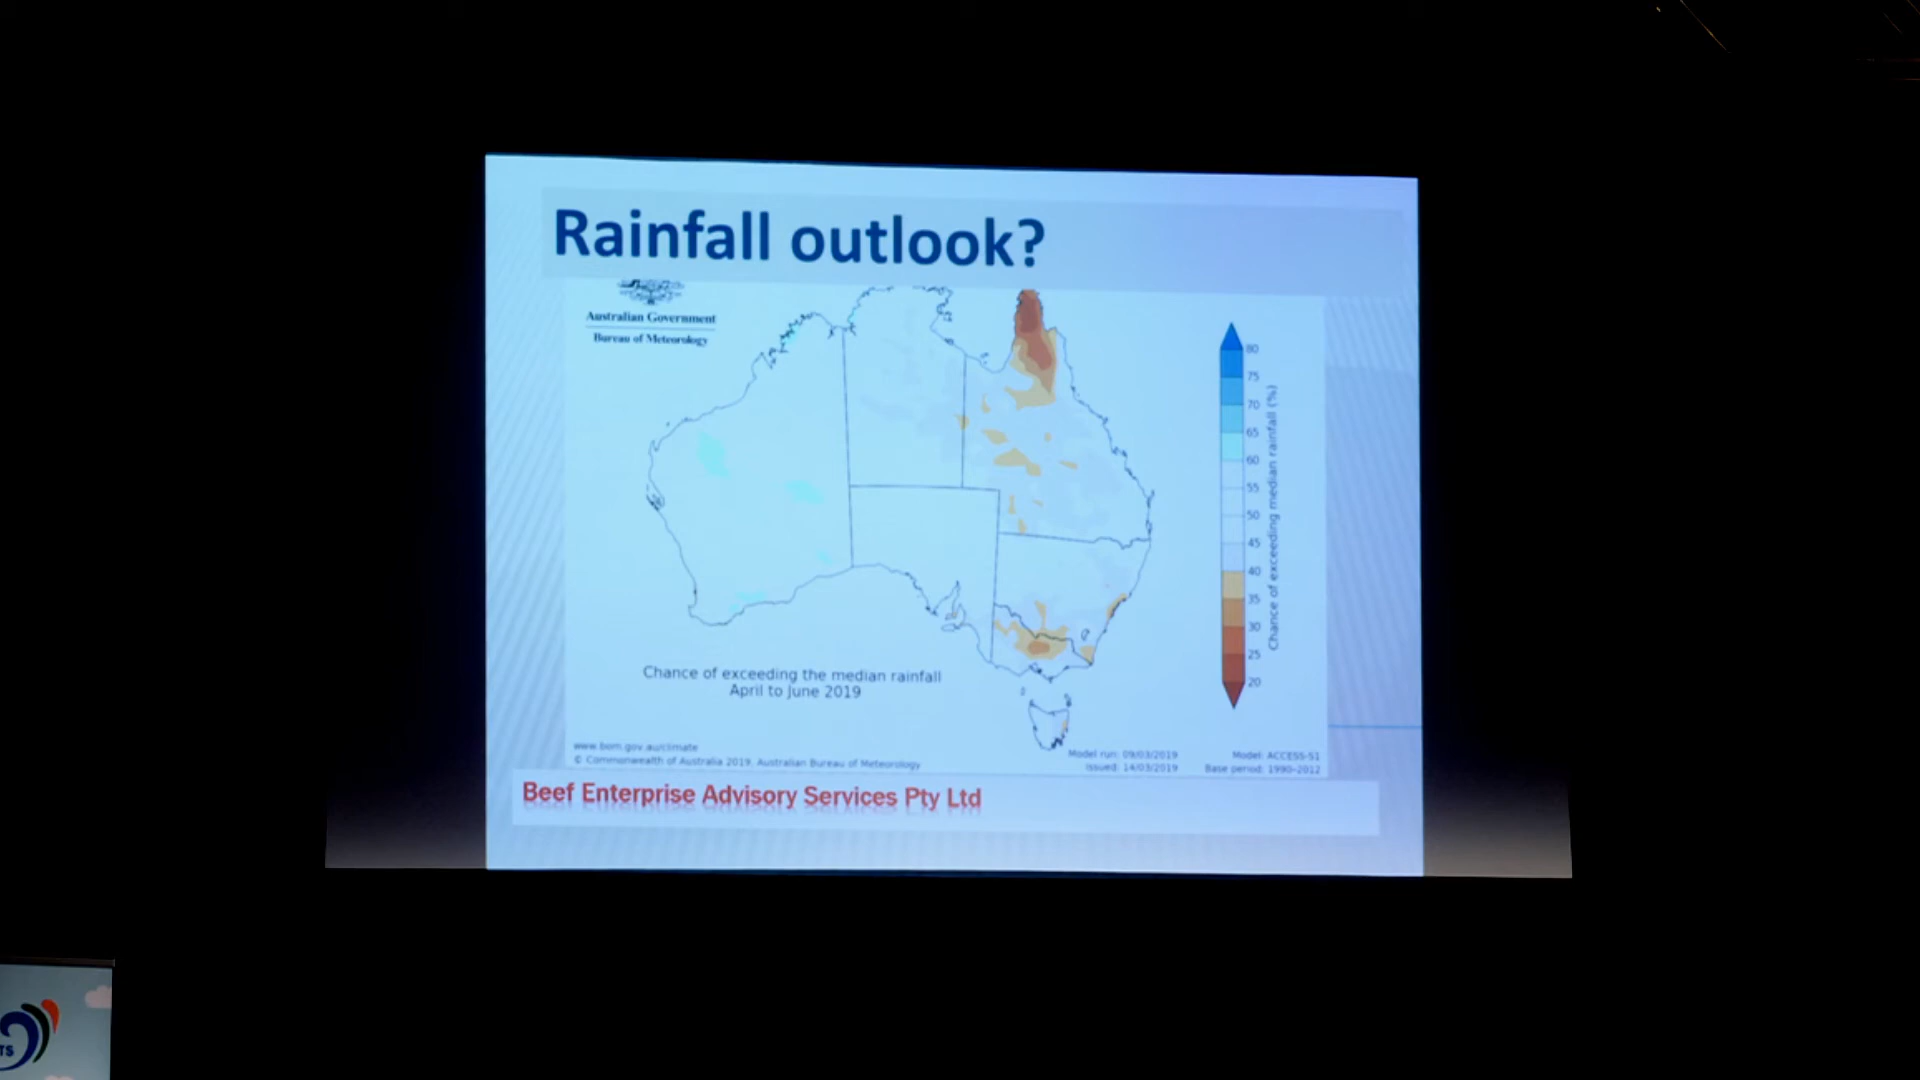 Rainfall outlook?
Australian Government
Bureau of Meteorology
80
75
70
65
60
55
50
45
40
35
30
25
20
Chance of exceeding median rainfall (%)
Chance of exceeding the median rainfall
April to June 2019
www.bom.gov.au/climate
© Commonwealth of Australia 2019, Australian Bureau of Meteorology
Model run: 09/03/2019
Issued: 14/03/2019
Model: ACCESS-S1
Base period: 1990-2012
Beef Enterprise Advisory Services Pty Ltd
TS